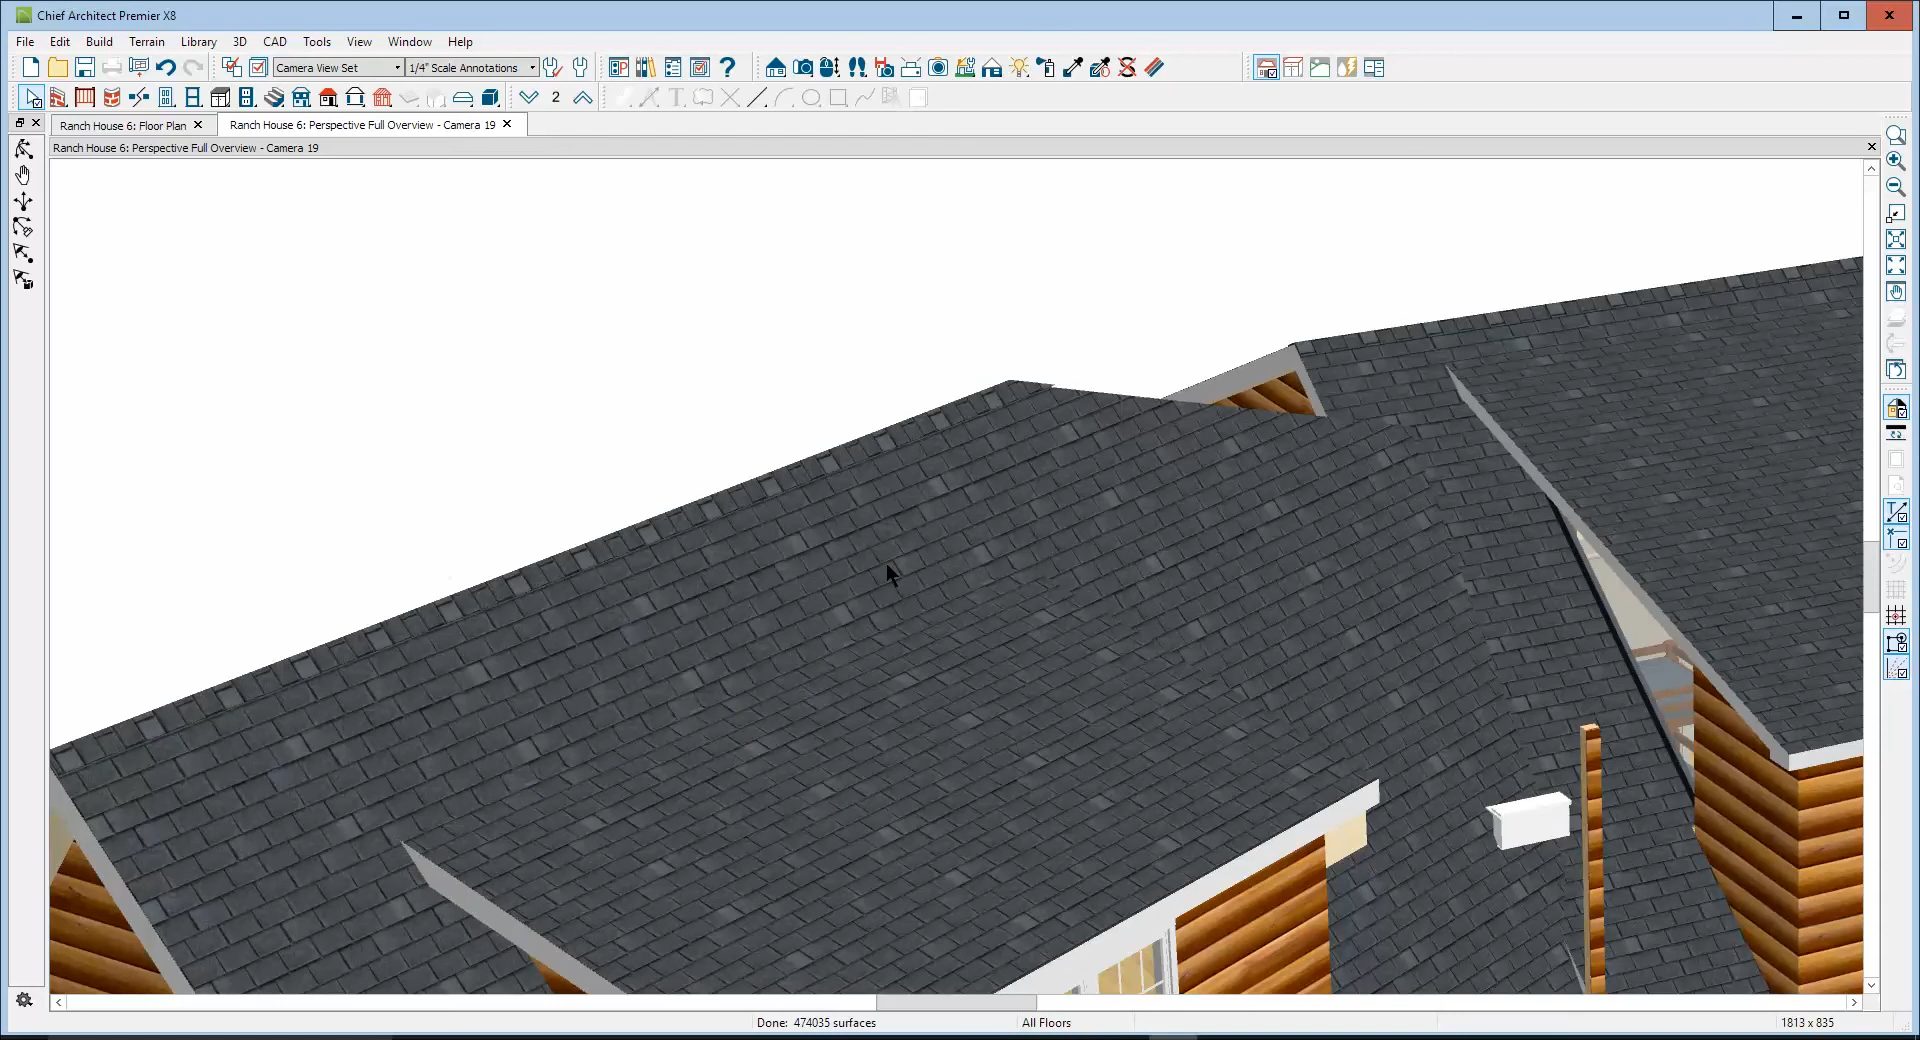 Chief Architect Premier X8
File Edit Build Terrain Library 3D CAD Tools View Window Help
Camera View Set 1/4" Scale Annotations
2
Ranch House 6: Floor Plan Ranch House 6: Perspective Full Overview - Camera 19
Ranch House 6: Perspective Full Overview - Camera 19
Done: 474035 surfaces All Floors 1813 x 835